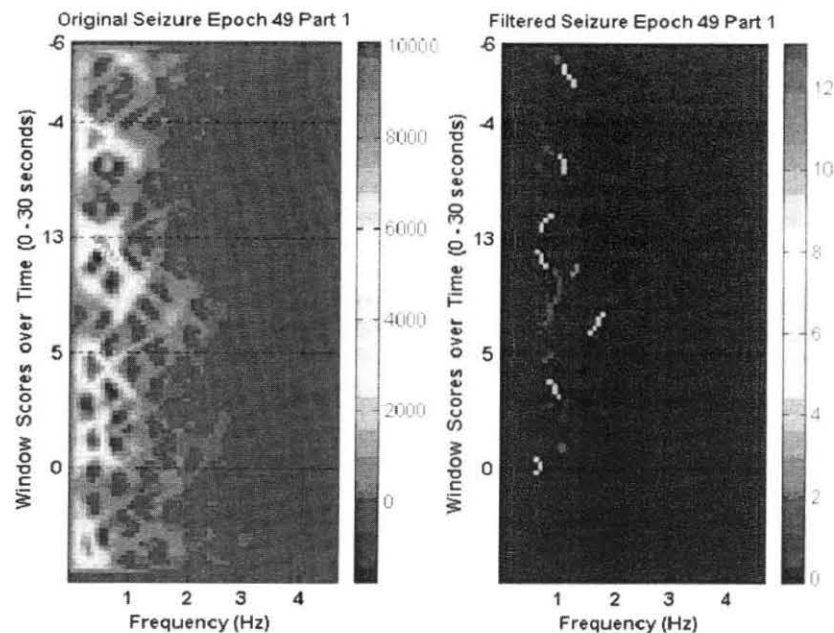 Original Seizure Epoch 49 Part 1
Window Scores over Time (0 - 30 seconds)
-6
-4
13
5
0
1 2 3 4
Frequency (Hz)
10000
8000
6000
4000
2000
0
Filtered Seizure Epoch 49 Part 1
Window Scores over Time (0 - 30 seconds)
-6
-4
13
5
0
1 2 3 4
Frequency (Hz)
12
10
8
6
4
2
0